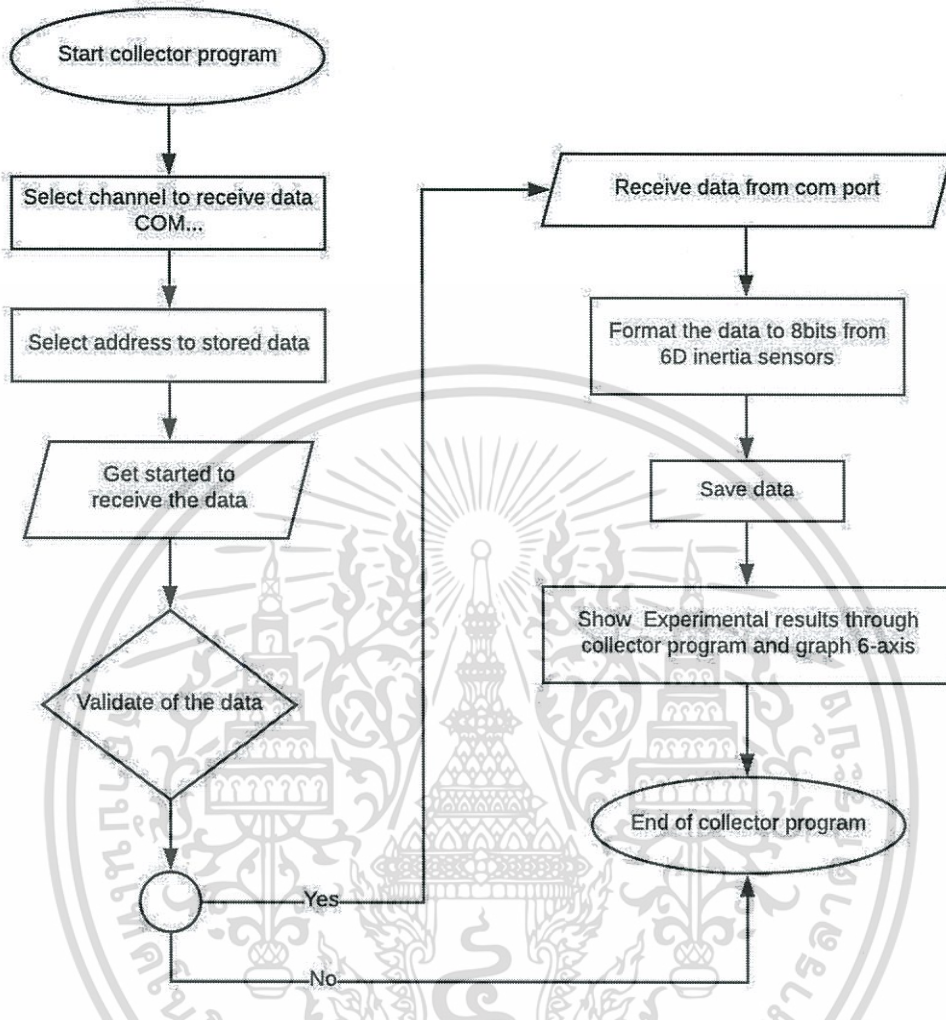 Start collector program
Select channel to receive data
COM...
Select address to stored data
Get started to
receive the data
Validate of the data
Yes
No
Receive data from com port
Format the data to 8bits from
6D inertia sensors
Save data
Show Experimental results through
collector program and graph 6-axis
End of collector program